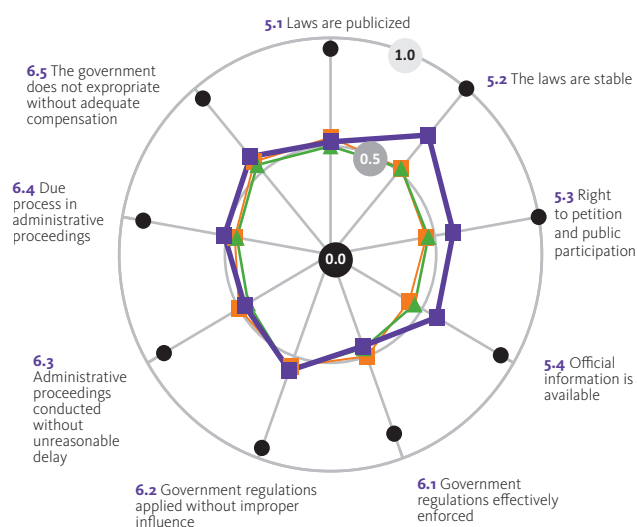 5.1 Laws are publicized
1.0
6.5 The government
does not expropriate
without adequate
compensation
5.2 The laws are stable
0.5
6.4 Due
process in
administrative
proceedings
5.3 Right
to petition
and public
participation
0.0
6.3
Administrative
proceedings
conducted
without
unreasonable
delay
5.4 Official
information is
available
6.2 Government regulations
applied without improper
influence
6.1 Government
regulations effectively
enforced